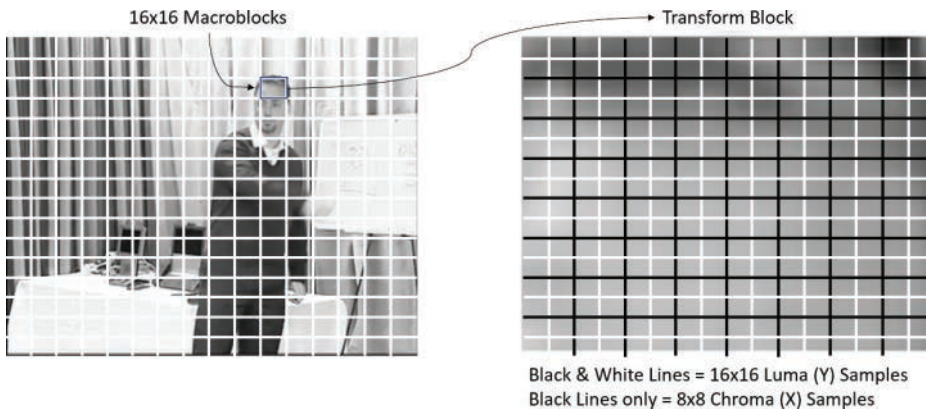 16x16 Macroblocks
Transform Block
Black & White Lines = 16x16 Luma (Y) Samples
Black Lines only = 8x8 Chroma (X) Samples